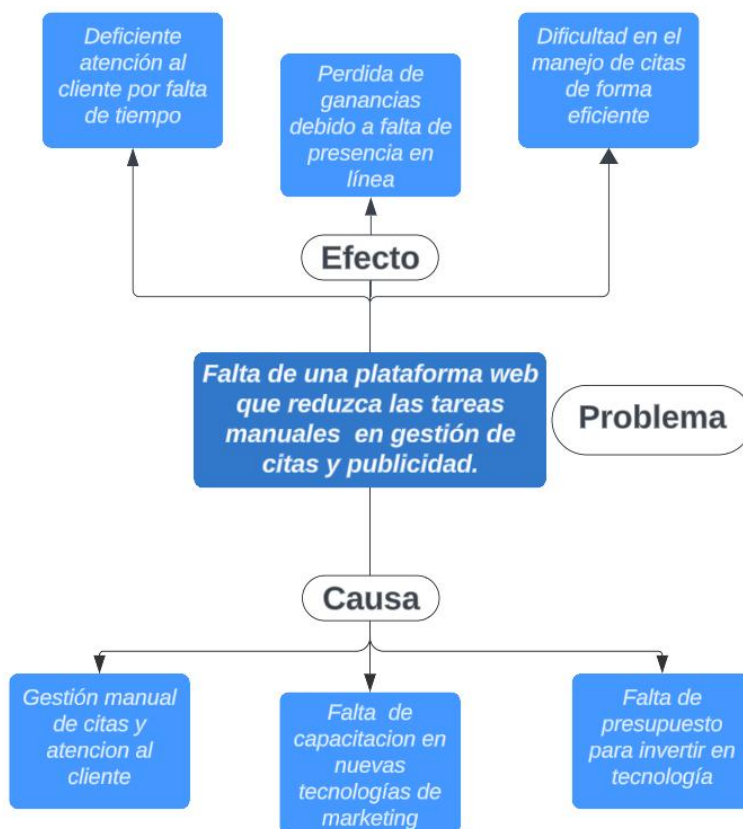 Deficiente
atención al
cliente por falta
de tiempo
Perdida de
ganancias
debido a falta de
presencia en
línea
Dificultad en el
manejo de citas
de forma
eficiente
Efecto
Falta de una plataforma web
que reduzca las tareas
manuales en gestión de
citas y publicidad.
Problema
Causa
Gestión manual
de citas y
atencion al
cliente
Falta de
capacitacion en
nuevas
tecnologías de
marketing
Falta de
presupuesto
para invertir en
tecnología